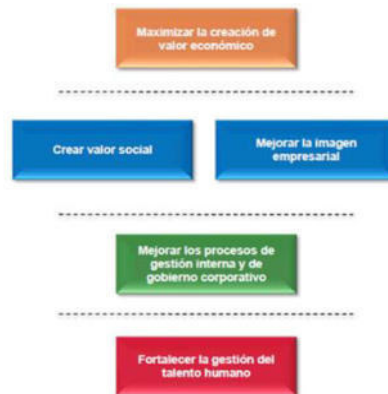 Maximizar la creación de
valor económico
Crear valor social
Mejorar la imagen
empresarial
Mejorar los procesos de
gestión interna y de
gobierno corporativo
Fortalecer la gestión del
talento humano